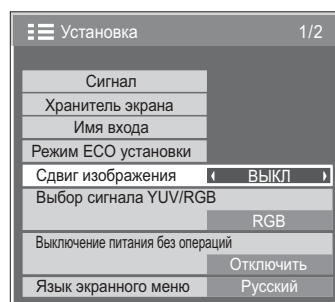 Установка 1/2
Сигнал
Хранитель экрана
Имя входа
Режим ECO установки
Сдвиг изображения ВЫКЛ
Выбор сигнала YUV/RGB
RGB
Выключение питания без операций
Отключить
Язык экранного меню Русский